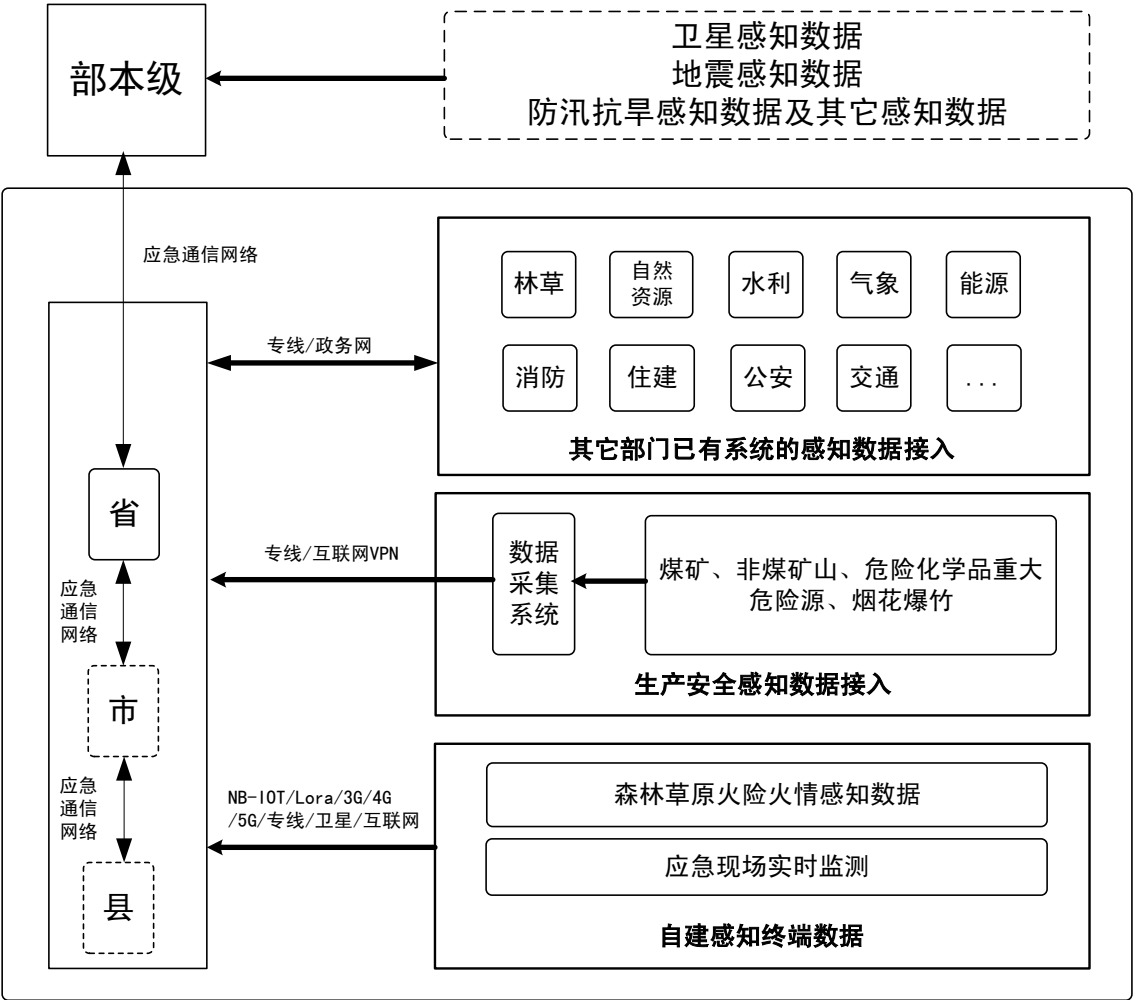 部本级
卫星感知数据
地震感知数据
防汛抗旱感知数据及其它感知数据
应急通信网络
专线/政务网
林草
自然
资源
水利
气象
能源
消防
住建
公安
交通
...
其它部门已有系统的感知数据接入
省
应急
通信
网络
市
应急
通信
网络
县
专线/互联网VPN
数据
采集
系统
煤矿、非煤矿山、危险化学品重大
危险源、烟花爆竹
生产安全感知数据接入
NB-IOT/Lora/3G/4G
/5G/专线/卫星/互联网
森林草原火险火情感知数据
应急现场实时监测
自建感知终端数据